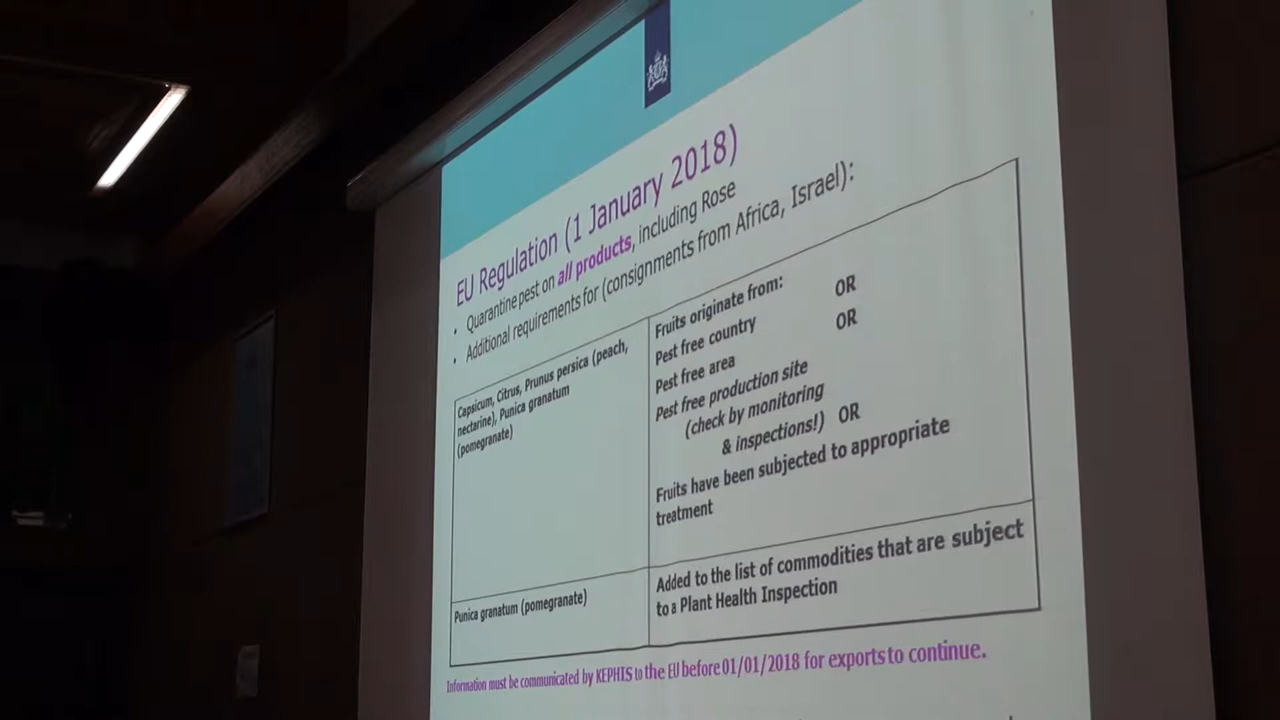 EU Regulation (1 January 2018)
• Quarantine pest on all products, including Rose
• Additional requirements for (consignments from Africa, Israel):
Capsicum, Citrus, Prunus persica (peach,
nectarine), Punica granatum
(pomegranate)
Fruits originate from:
Pest free country OR
Pest free area OR
Pest free production site
(check by monitoring
& inspections!) OR
Fruits have been subjected to appropriate
treatment
Punica granatum (pomegranate)
Added to the list of commodities that are subject
to a Plant Health Inspection
Information must be communicated by KEPHIS to the EU before 01/01/2018 for exports to continue.